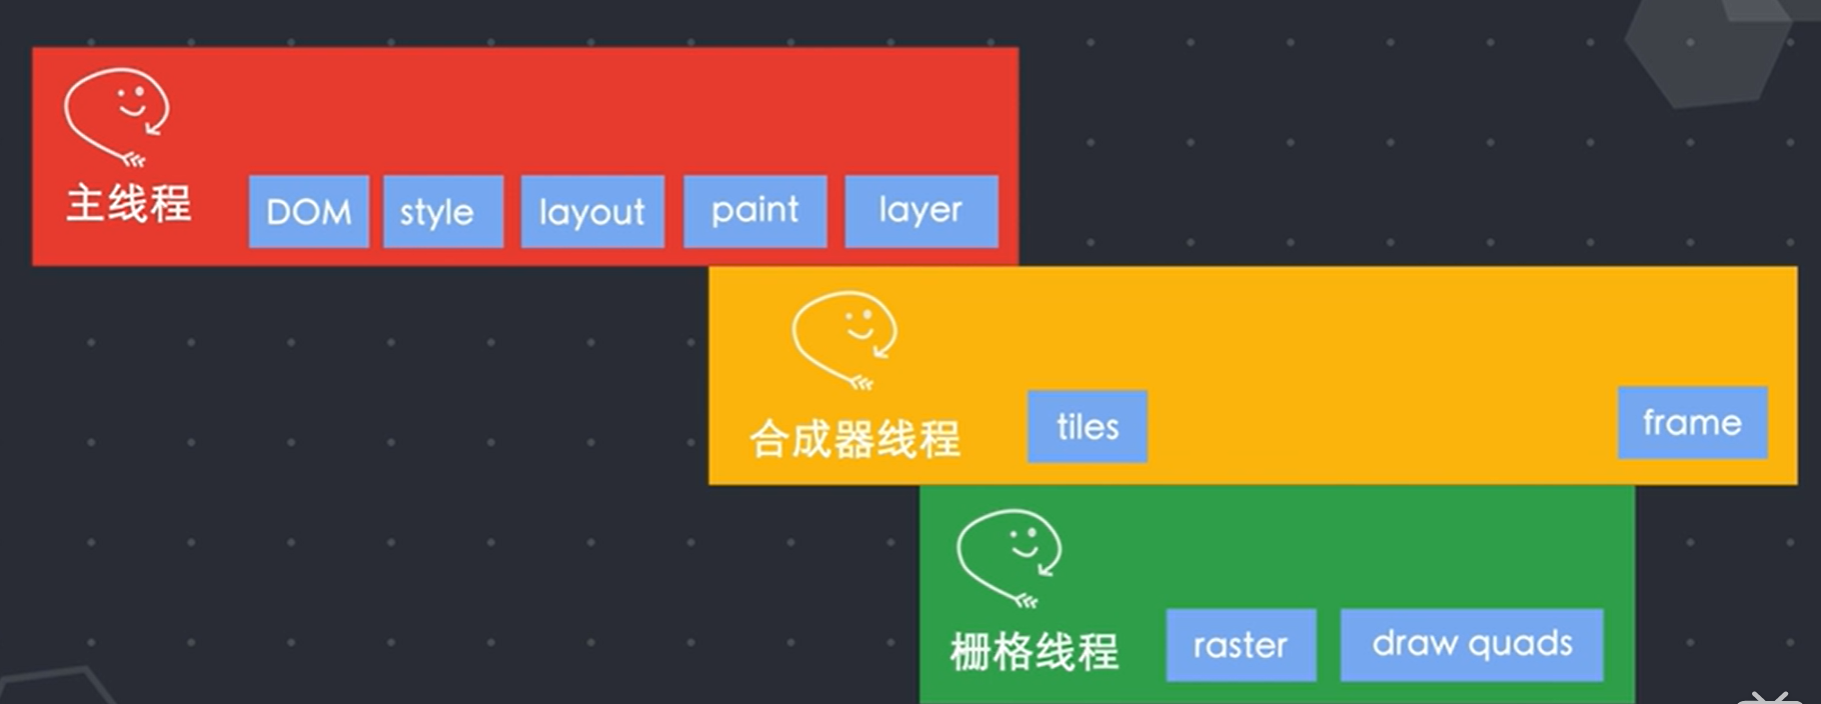 主线程
DOM
style
layout
paint
layer
合成器线程
tiles
frame
栅格线程
raster
draw quads